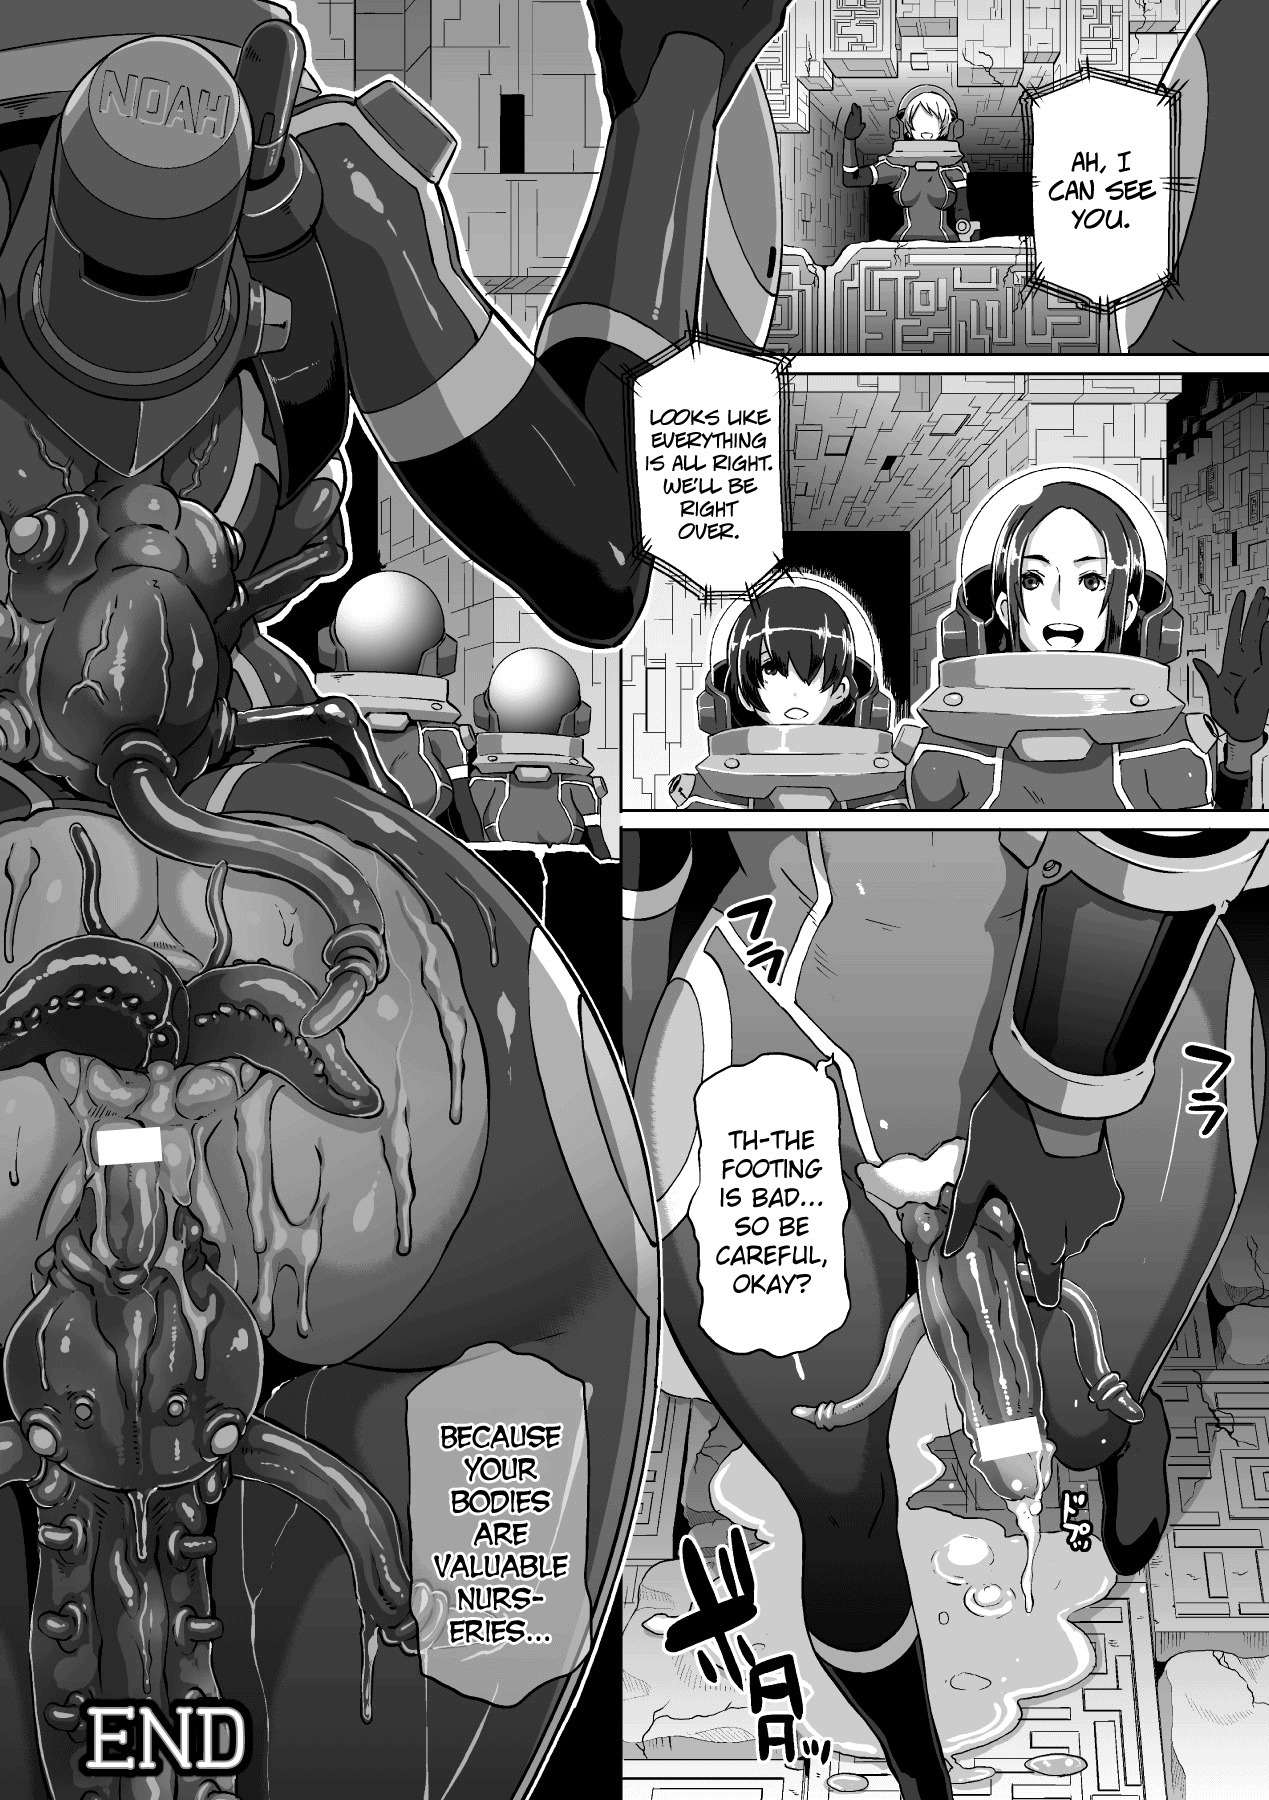 AH, I
CAN SEE
YOU.
LOOKS LIKE
EVERYTHING
IS ALL RIGHT.
WE'LL BE
RIGHT
OVER.
NOAH
フラ
フラ
TH-THE
FOOTING
IS BAD...
SO BE
CAREFUL,
OKAY?
BECAUSE
YOUR
BODIES
ARE
VALUABLE
NURS-
ERIES...
END